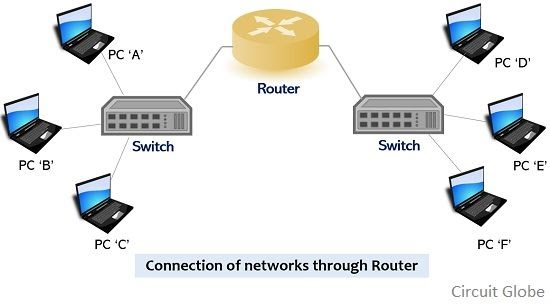 PC ‘A’
PC ‘B’
PC ‘C’
Switch
Router
Switch
PC ‘D’
PC ‘E’
PC ‘F’
Connection of networks through Router
Circuit Globe